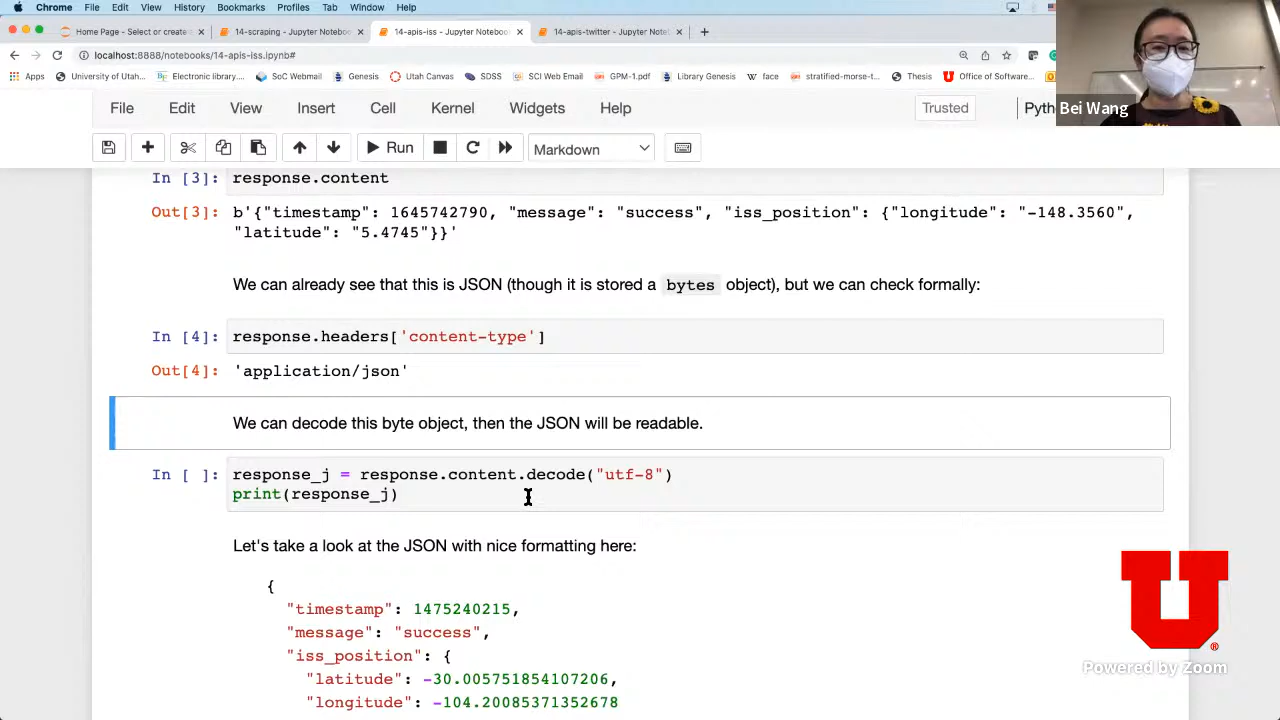 Chrome File Edit View History Bookmarks Profiles Tab Window Help
Home Page - Select or create a
14-scraping - Jupyter Notebook
14-apis-iss - Jupyter Notebook
14-apis-twitter - Jupyter Note
localhost:8888/notebooks/14-apis-iss.ipynb#
Apps University of Utah... Electronic library... SoC Webmail Genesis Utah Canvas SDSS SCI Web Email GPM-1.pdf Library Genesis face stratified-morse-t... Thesis Office of Software...
File Edit View Insert Cell Kernel Widgets Help Trusted Pyth
Bei Wang
Run Markdown
In [3]: response.content
Out[3]: b'{"timestamp": 1645742790, "message": "success", "iss_position": {"longitude": "-148.3560",
"latitude": "5.4745"}}'
We can already see that this is JSON (though it is stored a bytes object), but we can check formally:
In [4]: response.headers['content-type']
Out[4]: 'application/json'
We can decode this byte object, then the JSON will be readable.
In [ ]: response_j = response.content.decode("utf-8")
print(response_j)
Let's take a look at the JSON with nice formatting here:
{
"timestamp": 1475240215,
"message": "success",
"iss_position": {
"latitude": -30.005751854107206,
"longitude": -104.20085371352678
U
®
Powered by Zoom